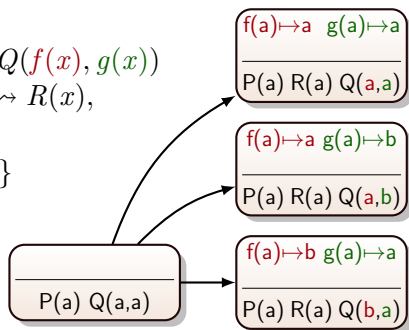 Q(f(x), g(x))
⇝ R(x),
}
f(a)↦a g(a)↦a
P(a) R(a) Q(a,a)
f(a)↦a g(a)↦b
P(a) R(a) Q(a,b)
f(a)↦b g(a)↦a
P(a) R(a) Q(b,a)
P(a) Q(a,a)